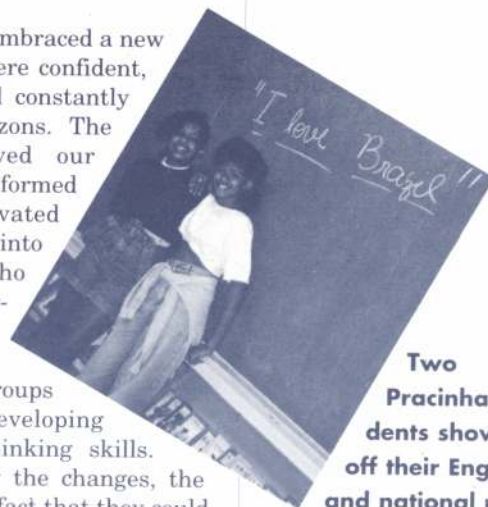 mbraced a new
ere confident,
constantly
zons. The
ved our
formed
vated
into
ho
"I love Brazil"
roups
eveloping
inking skills.
the changes, the
fact that they could
Two
Pracinha
dents show
off their Eng
and national